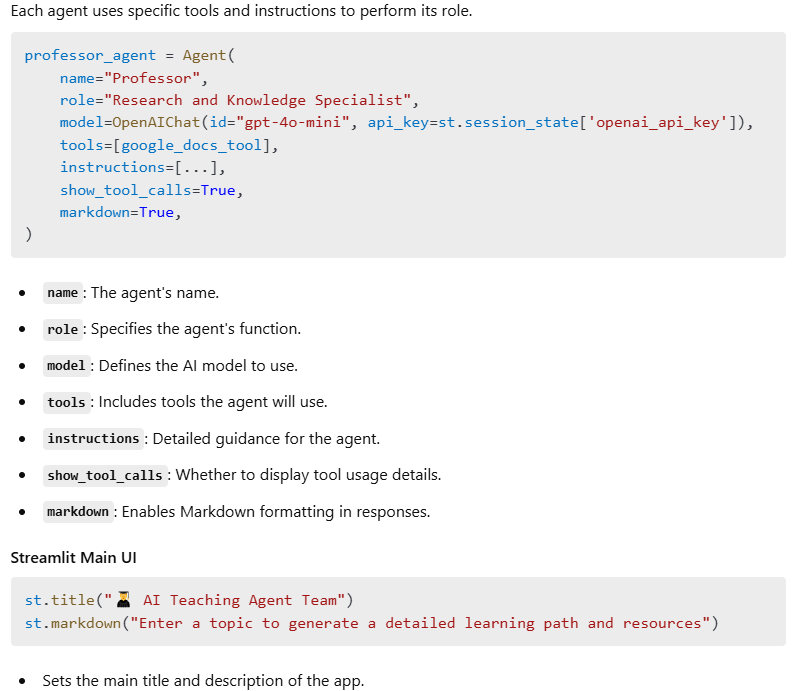 Each agent uses specific tools and instructions to perform its role.
professor_agent = Agent(
    name="Professor",
    role="Research and Knowledge Specialist",
    model=OpenAIChat(id="gpt-4o-mini", api_key=st.session_state['openai_api_key']),
    tools=[google_docs_tool],
    instructions=[...],
    show_tool_calls=True,
    markdown=True,
)
• name: The agent's name.
• role: Specifies the agent's function.
• model: Defines the AI model to use.
• tools: Includes tools the agent will use.
• instructions: Detailed guidance for the agent.
• show_tool_calls: Whether to display tool usage details.
• markdown: Enables Markdown formatting in responses.
Streamlit Main UI
st.title("👨‍🎓 AI Teaching Agent Team")
st.markdown("Enter a topic to generate a detailed learning path and resources")
• Sets the main title and description of the app.